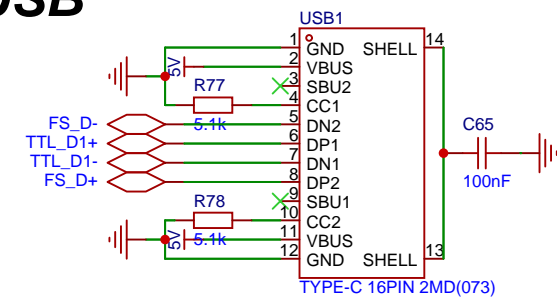 USB
USB1
1 GND SHELL 14
5V 2 VBUS
3 SBU2
R77
4 CC1
5.1k
FS_D- 5 DN2
TTL_D1+ 6 DP1
TTL_D1- 7 DN1
FS_D+ 8 DP2
9 SBU1
R78
10 CC2
5V 5.1k 11 VBUS
12 GND SHELL 13
TYPE-C 16PIN 2MD(073)
C65
100nF